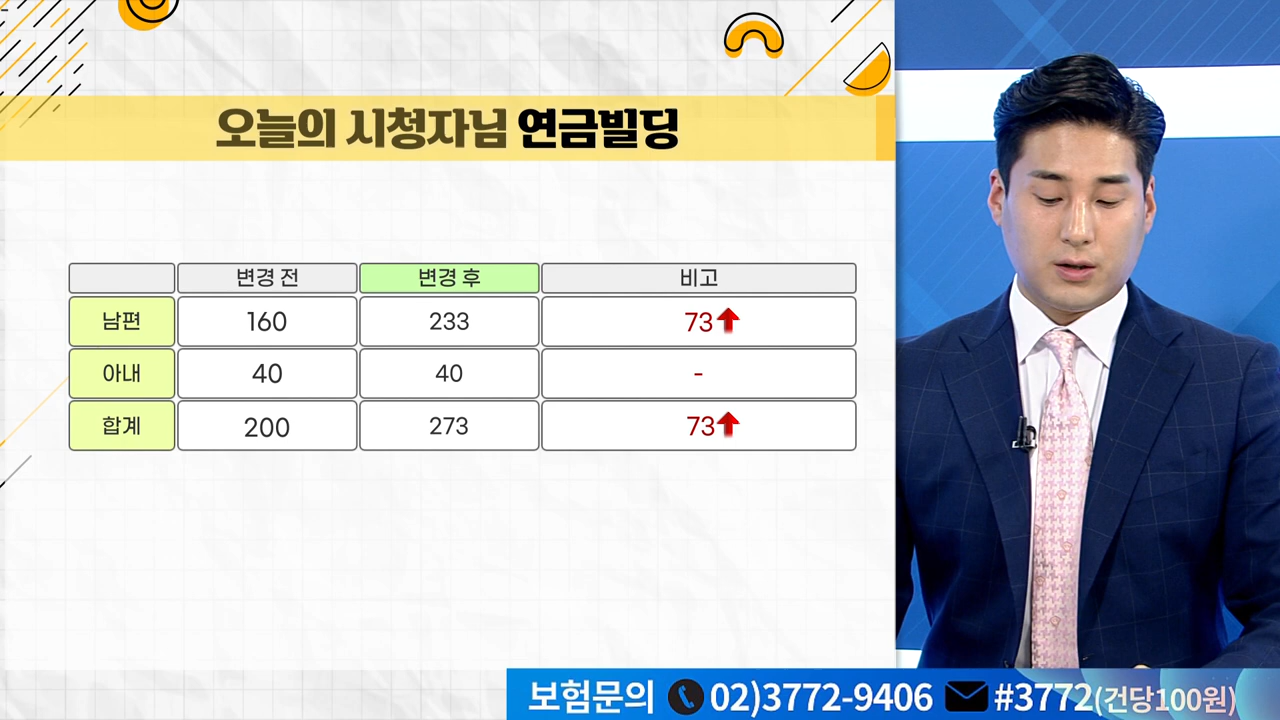 오늘의 시청자님 연금빌딩
변경 전 변경 후 비고
남편 160 233 73
아내 40 40 -
합계 200 273 73
보험문의 02)3772-9406 #3772(건당100원)